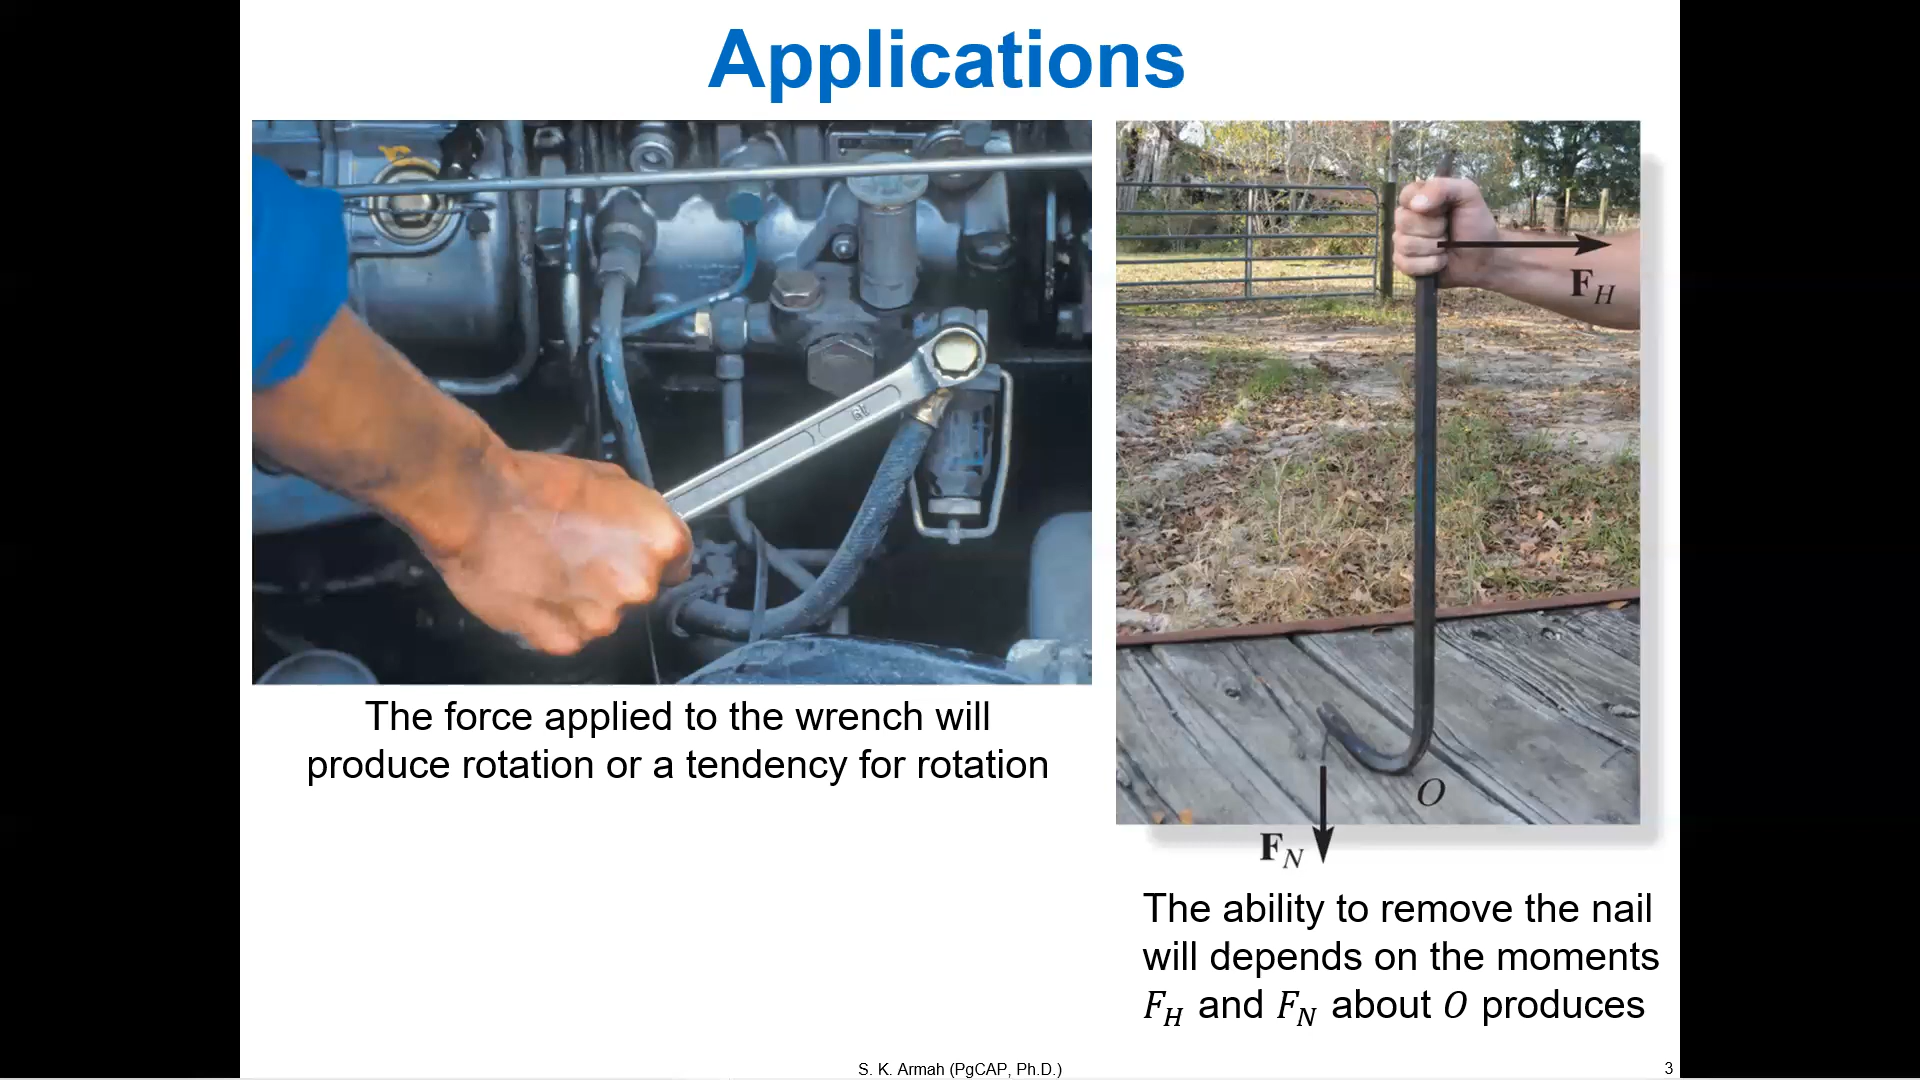 Applications
The force applied to the wrench will
produce rotation or a tendency for rotation
F_H
O
F_N
The ability to remove the nail
will depends on the moments
F_H and F_N about O produces
S. K. Armah (PgCAP, Ph.D.)
3